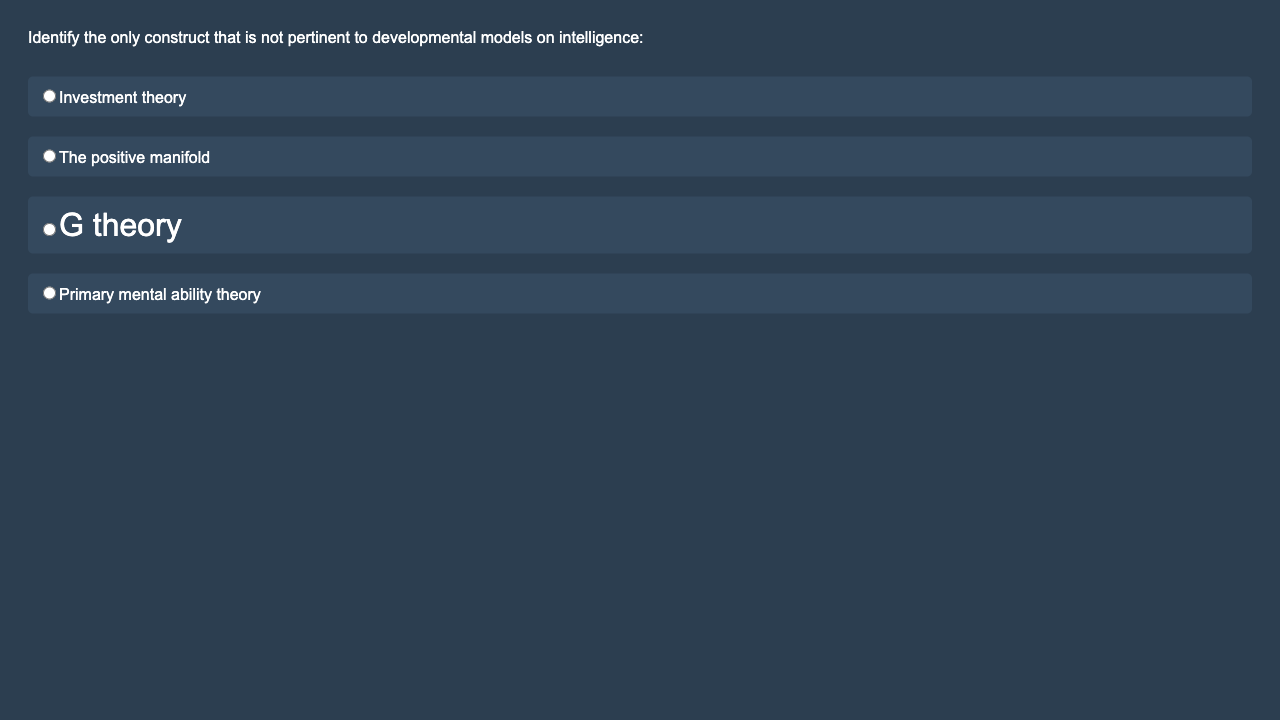 Identify the only construct that is not pertinent to developmental models on intelligence:
Investment theory
The positive manifold
G theory
Primary mental ability theory